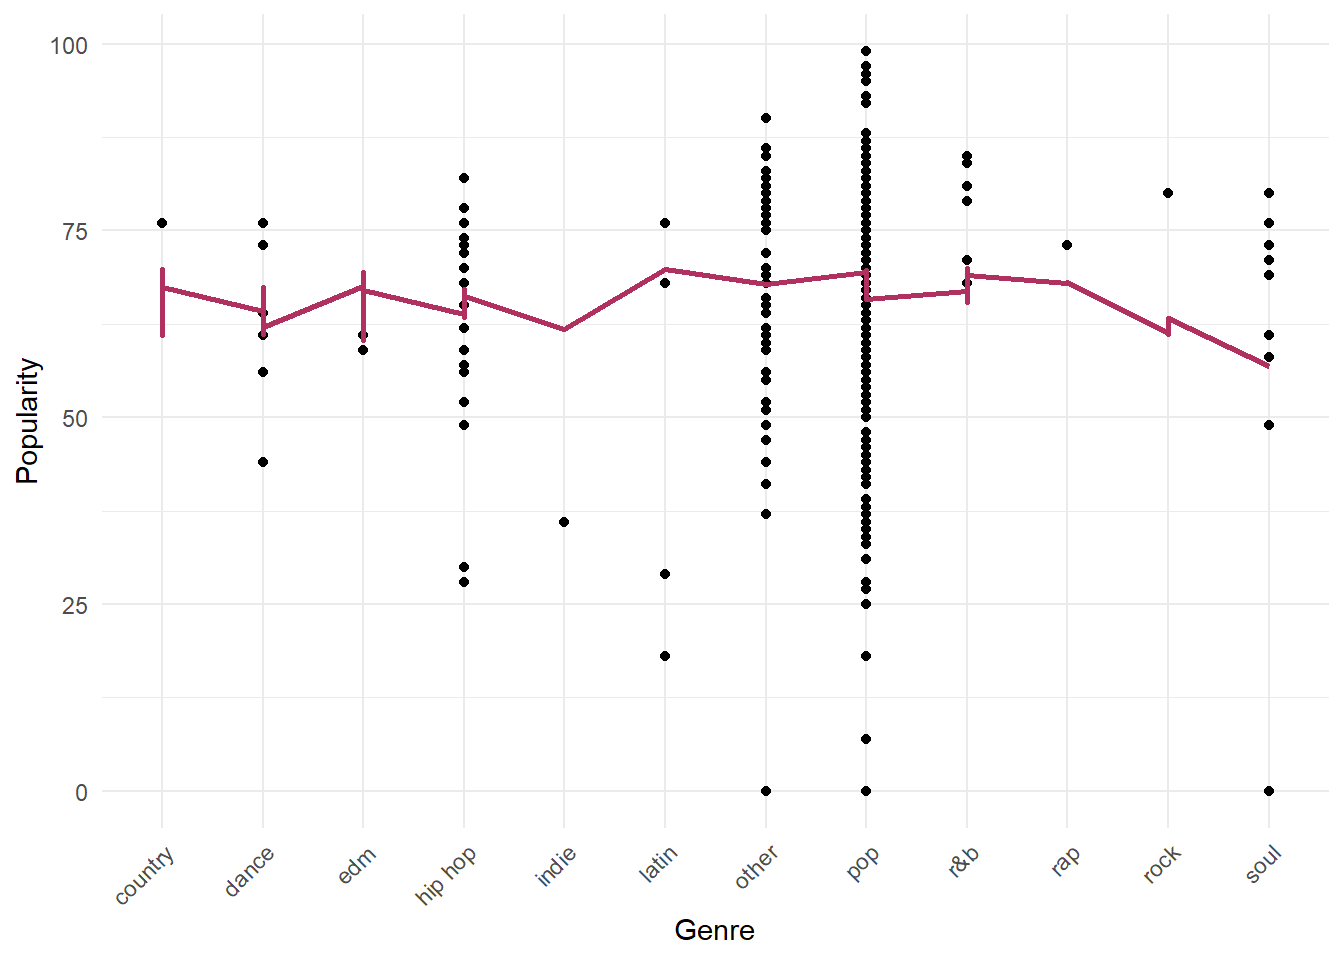 100
75
50
25
0
Popularity
country
dance
edm
hip hop
indie
latin
other
pop
r&b
rap
rock
soul
Genre